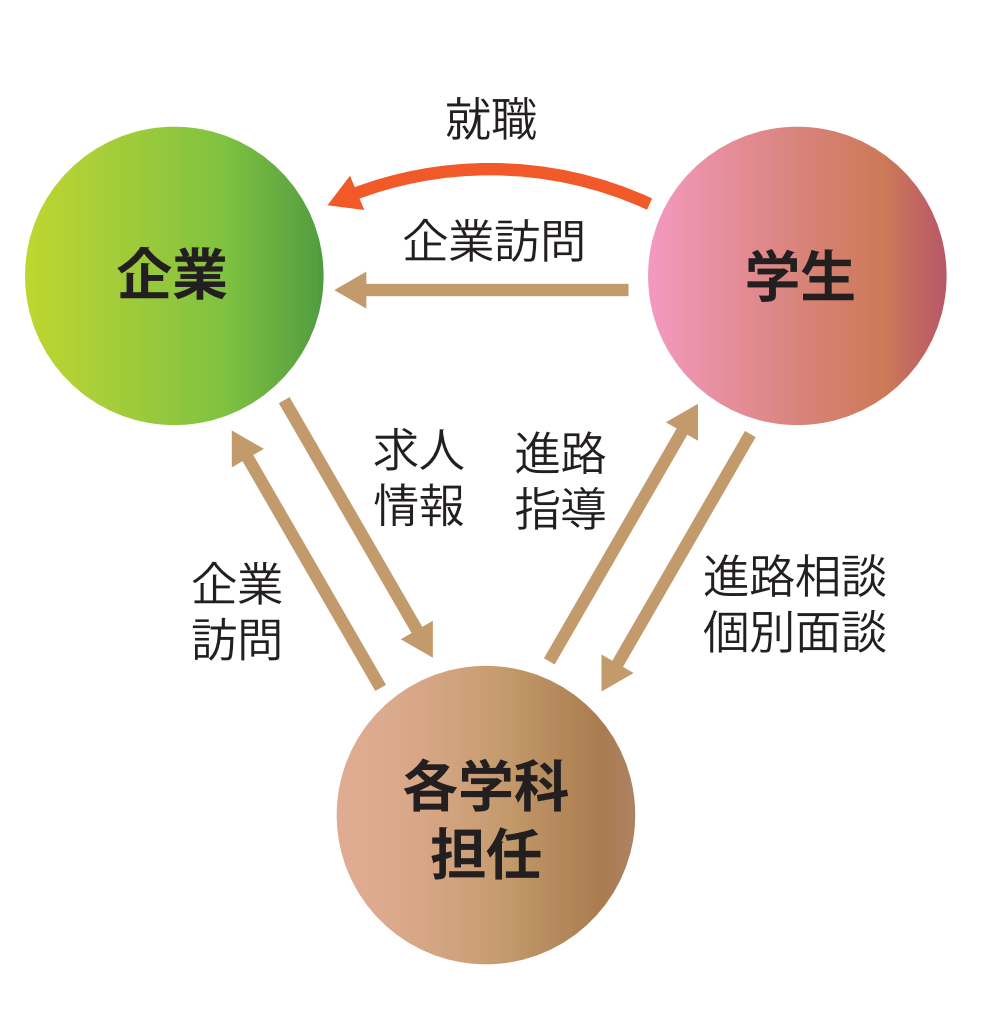 就職
企業訪問
企業
学生
求人
情報
進路
指導
企業
訪問
進路相談
個別面談
各学科
担任